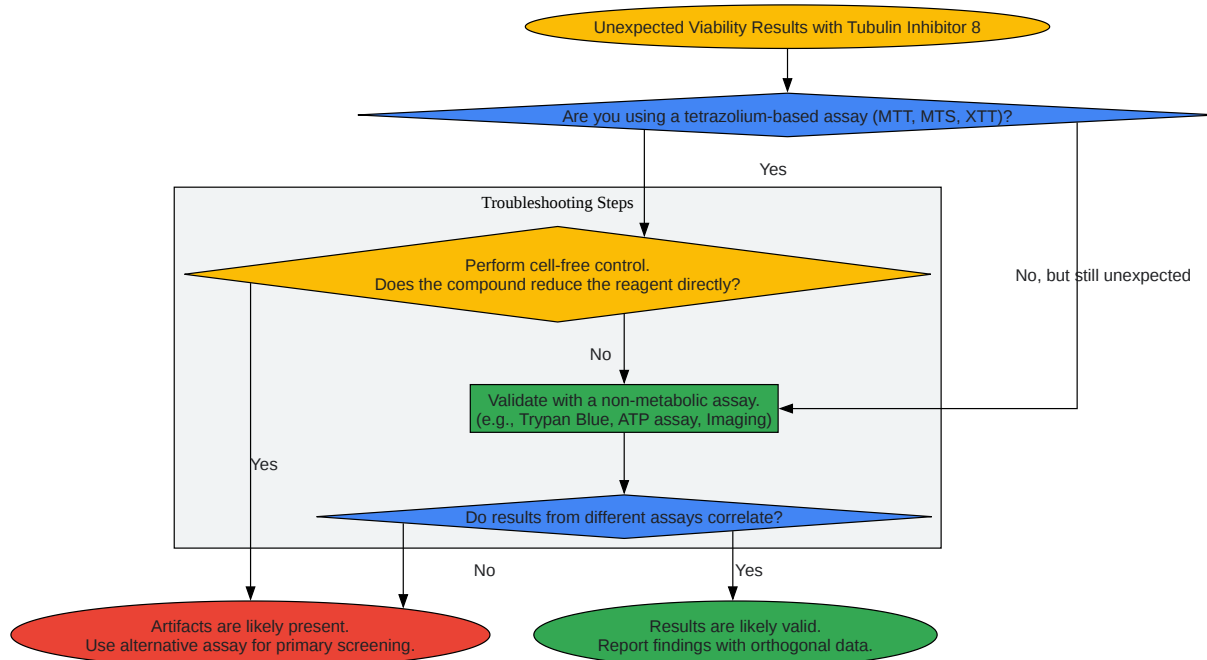 Unexpected Viability Results with Tubulin Inhibitor 8
Are you using a tetrazolium-based assay (MTT, MTS, XTT)?
Yes
Troubleshooting Steps
Perform cell-free control.
Does the compound reduce the reagent directly?
No, but still unexpected
No
Validate with a non-metabolic assay.
(e.g., Trypan Blue, ATP assay, Imaging)
Yes
Do results from different assays correlate?
No
Yes
Artifacts are likely present.
Use alternative assay for primary screening.
Results are likely valid.
Report findings with orthogonal data.